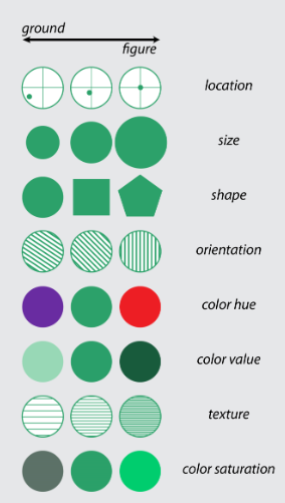 ground
figure
location
size
shape
orientation
color hue
color value
texture
color saturation